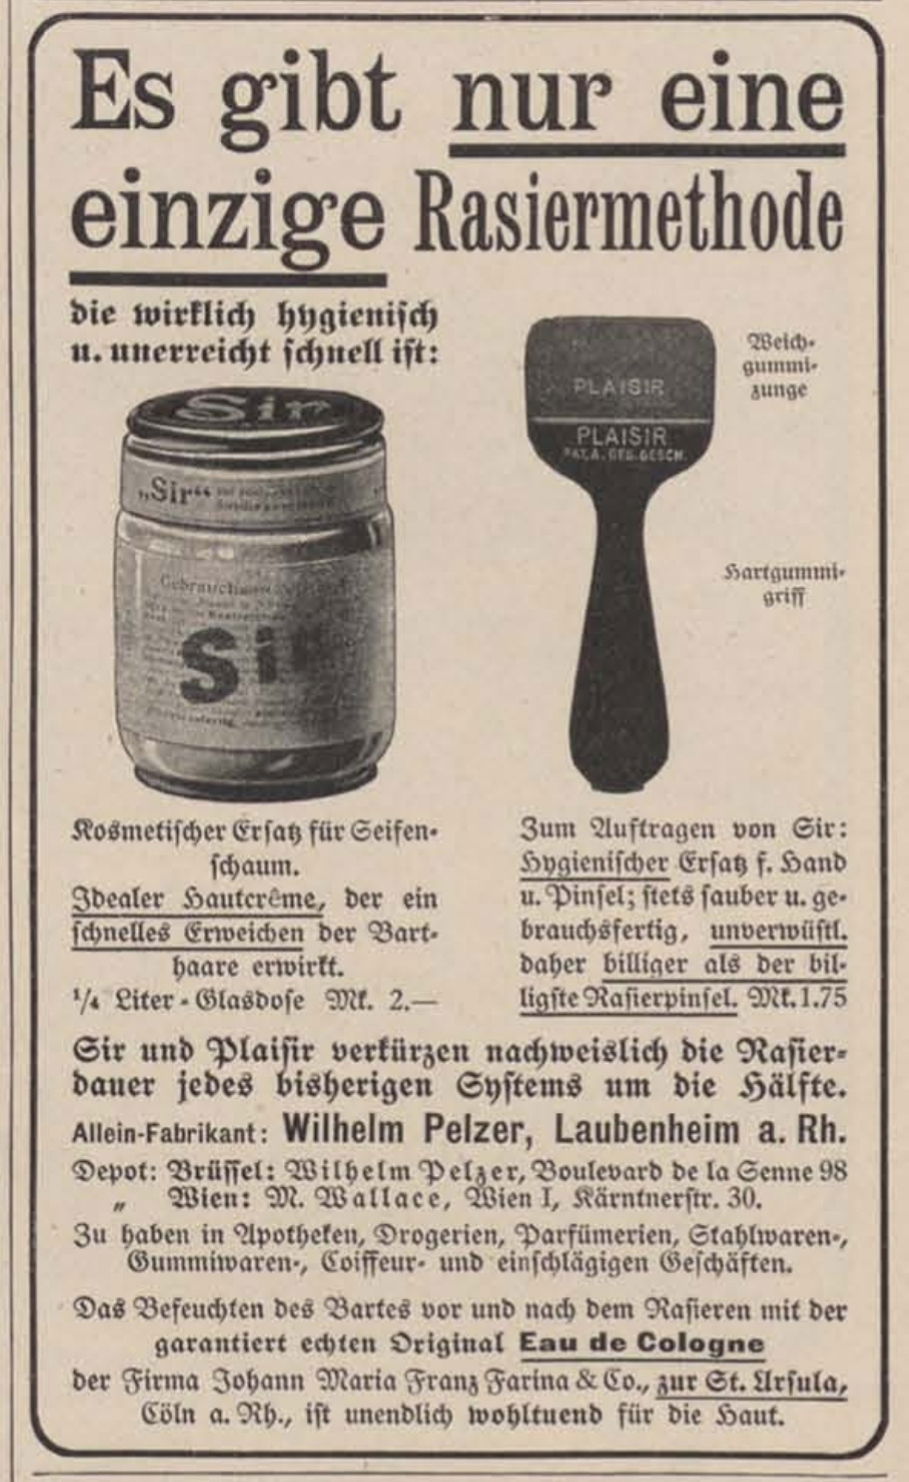 Es gibt nur eine
einzige Rasiermethode
die wirklich hygienisch
u. unerreicht schnell ist:
Sir
„Sir“
Sir
PLAISIR
PLAISIR
PAT. A. GES. GESCH.
Weich-
gummi-
zunge
Hartgummi-
griff
Kosmetischer Ersatz für Seifen-
schaum.
Idealer Hautcrême, der ein
schnelles Erweichen der Bart-
haare erwirkt.
¼ Liter-Glasdose Mk. 2.—
Zum Auftragen von Sir:
Hygienischer Ersatz f. Hand
u. Pinsel; stets sauber u. ge-
brauchsfertig, unverwüstl.
daher billiger als der bil-
ligste Rasierpinsel. Mk. 1.75
Sir und Plaisir verkürzen nachweislich die Rasier-
dauer jedes bisherigen Systems um die Hälfte.
Allein-Fabrikant: Wilhelm Pelzer, Laubenheim a. Rh.
Depot: Brüssel: Wilhelm Pelzer, Boulevard de la Senne 98
„ Wien: M. Wallace, Wien I, Kärntnerstr. 30.
Zu haben in Apotheken, Drogerien, Parfümerien, Stahlwaren-,
Gummiwaren-, Coiffeur- und einschlägigen Geschäften.
Das Befeuchten des Bartes vor und nach dem Rasieren mit der
garantiert echten Original Eau de Cologne
der Firma Johann Maria Franz Farina & Co., zur St. Ursula,
Cöln a. Rh., ist unendlich wohltuend für die Haut.